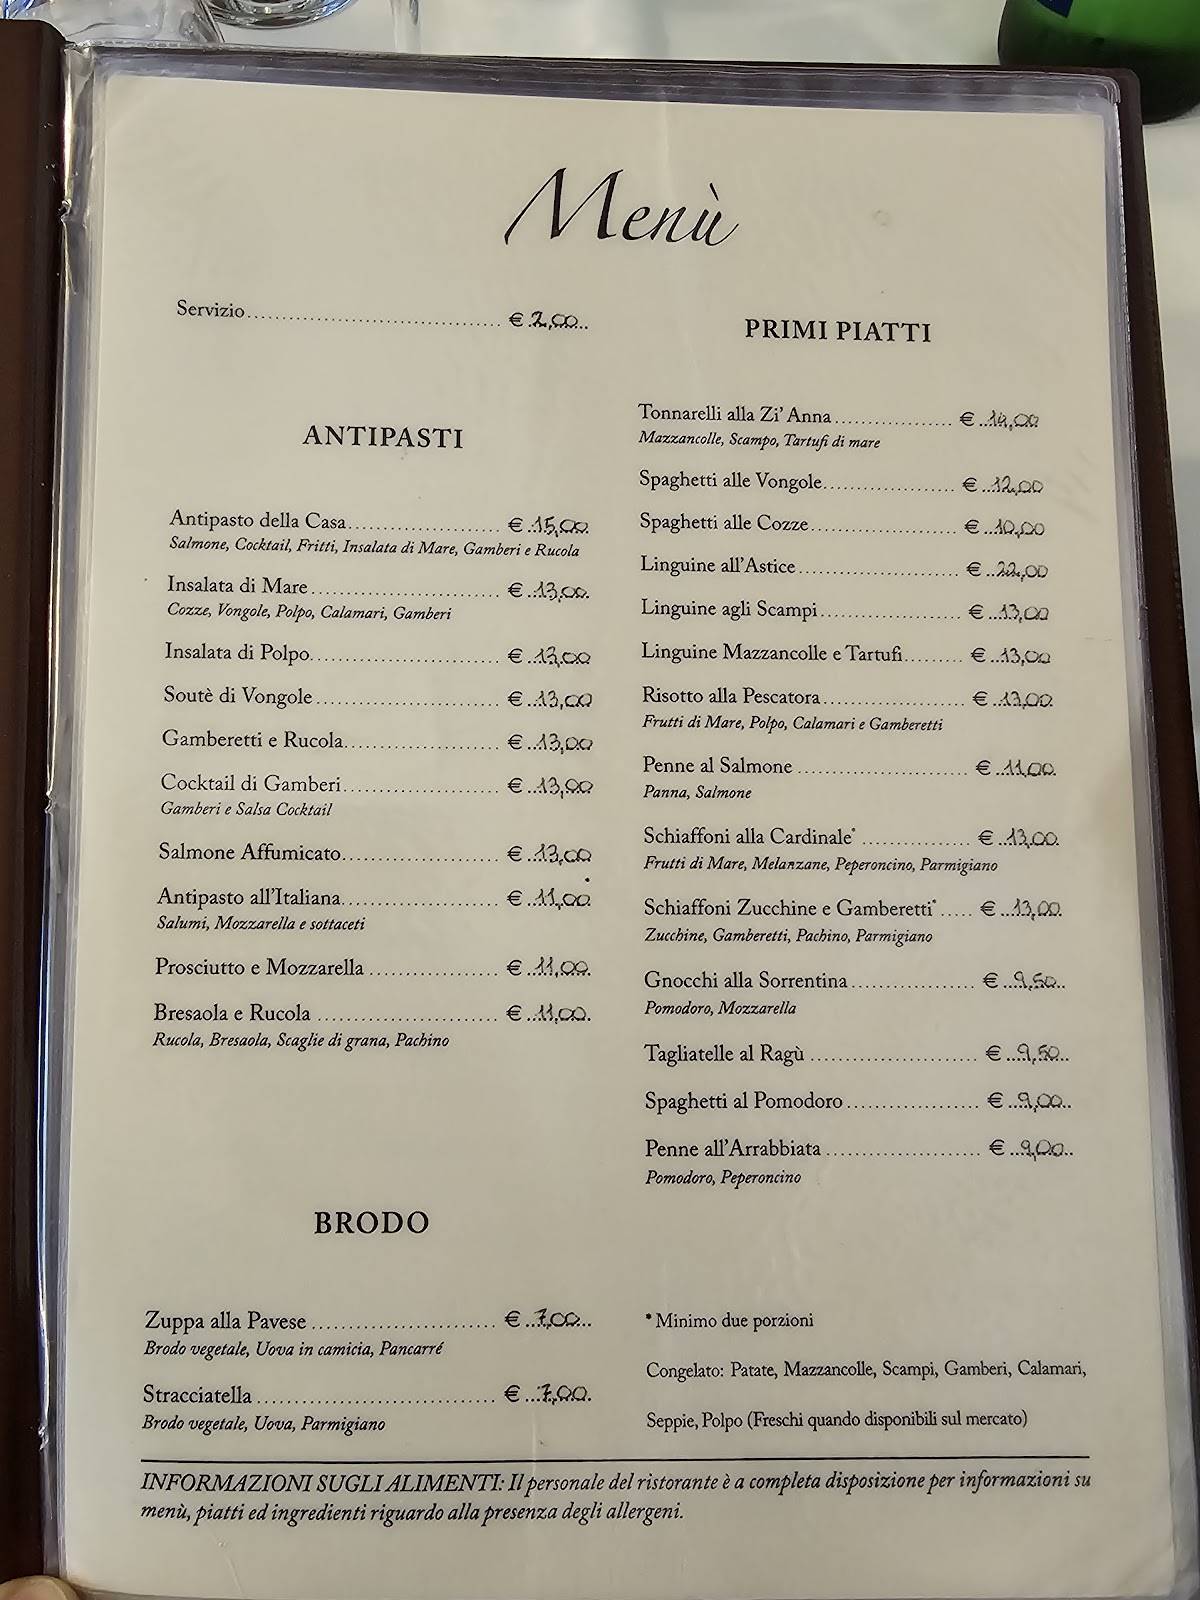 Menù
Servizio € 2,00
ANTIPASTI
Antipasto della Casa € 15,00
Salmone, Cocktail, Fritti, Insalata di Mare, Gamberi e Rucola
Insalata di Mare € 13,00
Cozze, Vongole, Polpo, Calamari, Gamberi
Insalata di Polpo € 13,00
Soutè di Vongole € 13,00
Gamberetti e Rucola € 13,00
Cocktail di Gamberi € 13,00
Gamberi e Salsa Cocktail
Salmone Affumicato € 13,00
Antipasto all'Italiana € 11,00
Salumi, Mozzarella e sottaceti
Prosciutto e Mozzarella € 11,00
Bresaola e Rucola € 11,00
Rucola, Bresaola, Scaglie di grana, Pachino
BRODO
Zuppa alla Pavese € 7,00
Brodo vegetale, Uova in camicia, Pancarré
Stracciatella € 7,00
Brodo vegetale, Uova, Parmigiano
PRIMI PIATTI
Tonnarelli alla Zi' Anna €
Mazzancolle, Scampo, Tartufi di mare
Spaghetti alle Vongole € 12,00
Spaghetti alle Cozze € 10,00
Linguine all'Astice € 22,00
Linguine agli Scampi € 13,00
Linguine Mazzancolle e Tartufi € 13,00
Risotto alla Pescatora € 13,00
Frutti di Mare, Polpo, Calamari e Gamberetti
Penne al Salmone € 11,00
Panna, Salmone
Schiaffoni alla Cardinale* € 13,00
Frutti di Mare, Melanzane, Peperoncino, Parmigiano
Schiaffoni Zucchine e Gamberetti* € 13,00
Zucchine, Gamberetti, Pachino, Parmigiano
Gnocchi alla Sorrentina € 9,50
Pomodoro, Mozzarella
Tagliatelle al Ragù € 9,50
Spaghetti al Pomodoro € 9,00
Penne all'Arrabbiata € 9,00
Pomodoro, Peperoncino
* Minimo due porzioni
Congelato: Patate, Mazzancolle, Scampi, Gamberi, Calamari,
Seppie, Polpo (Freschi quando disponibili sul mercato)
INFORMAZIONI SUGLI ALIMENTI: Il personale del ristorante è a completa disposizione per informazioni su
menù, piatti ed ingredienti riguardo alla presenza degli allergeni.